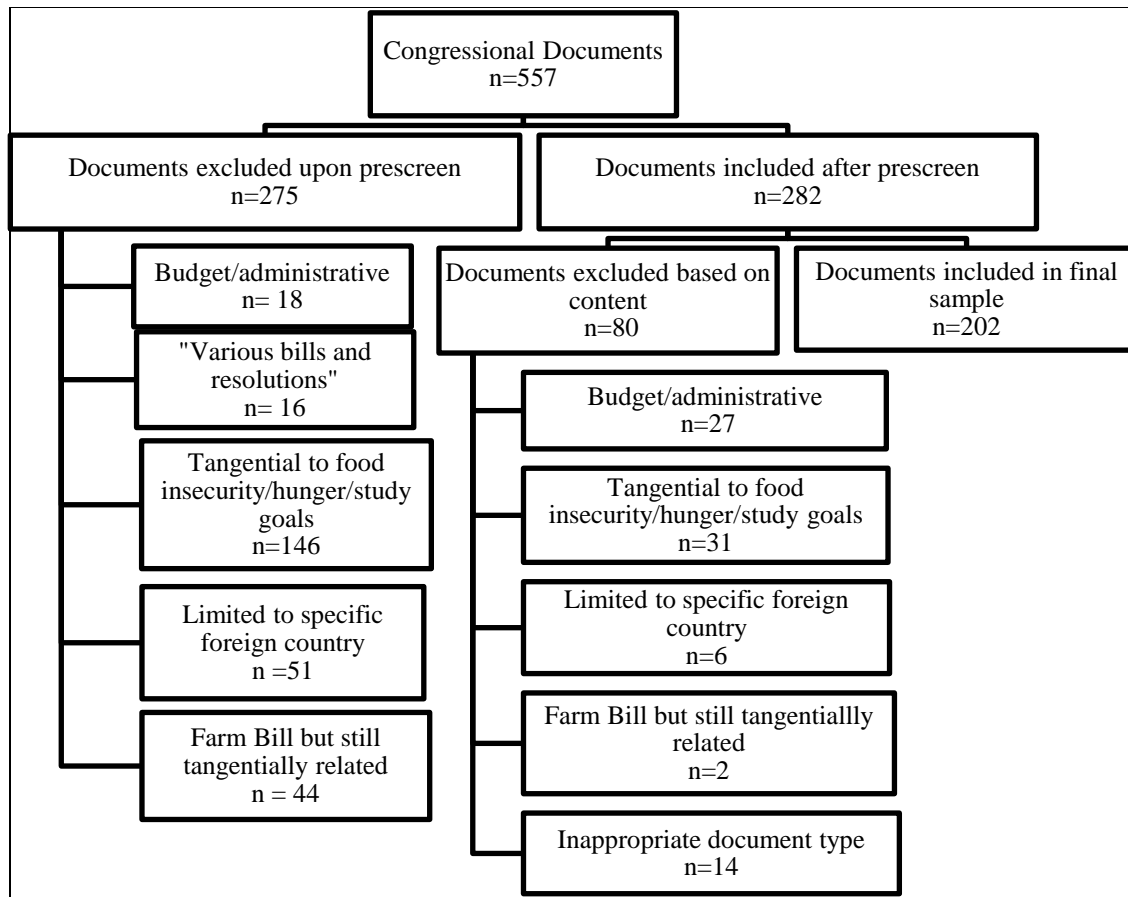 Congressional Documents
n=557
Documents excluded upon prescreen
n=275
Documents included after prescreen
n=282
Budget/administrative
n= 18
"Various bills and
resolutions"
n= 16
Tangential to food
insecurity/hunger/study
goals
n=146
Limited to specific
foreign country
n =51
Farm Bill but still
tangentially related
n = 44
Documents excluded based on
content
n=80
Documents included in final
sample
n=202
Budget/administrative
n=27
Tangential to food
insecurity/hunger/study goals
n=31
Limited to specific foreign
country
n=6
Farm Bill but still tangentiallly
related
n=2
Inappropriate document type
n=14